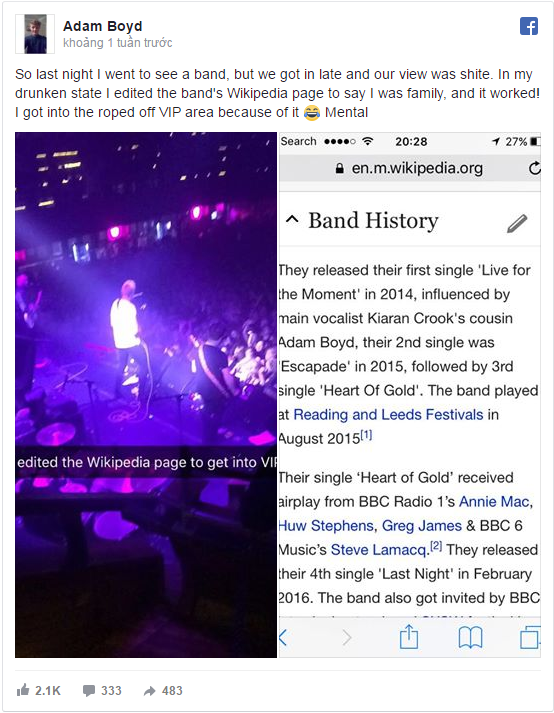 Adam Boyd
khoảng 1 tuần trước
So last night I went to see a band, but we got in late and our view was shite. In my
drunken state I edited the band's Wikipedia page to say I was family, and it worked!
I got into the roped off VIP area because of it 😂 Mental
edited the Wikipedia page to get into VI
Search 20:28 27%
en.m.wikipedia.org
Band History
They released their first single 'Live for
the Moment' in 2014, influenced by
main vocalist Kiaran Crook's cousin
Adam Boyd, their 2nd single was
'Escapade' in 2015, followed by 3rd
single 'Heart Of Gold'. The band played
at Reading and Leeds Festivals in
August 2015[1]
Their single ‘Heart of Gold’ received
airplay from BBC Radio 1’s Annie Mac,
Huw Stephens, Greg James & BBC 6
Music’s Steve Lamacq.[2] They released
their 4th single 'Last Night' in February
2016. The band also got invited by BBC
2.1K 333 483